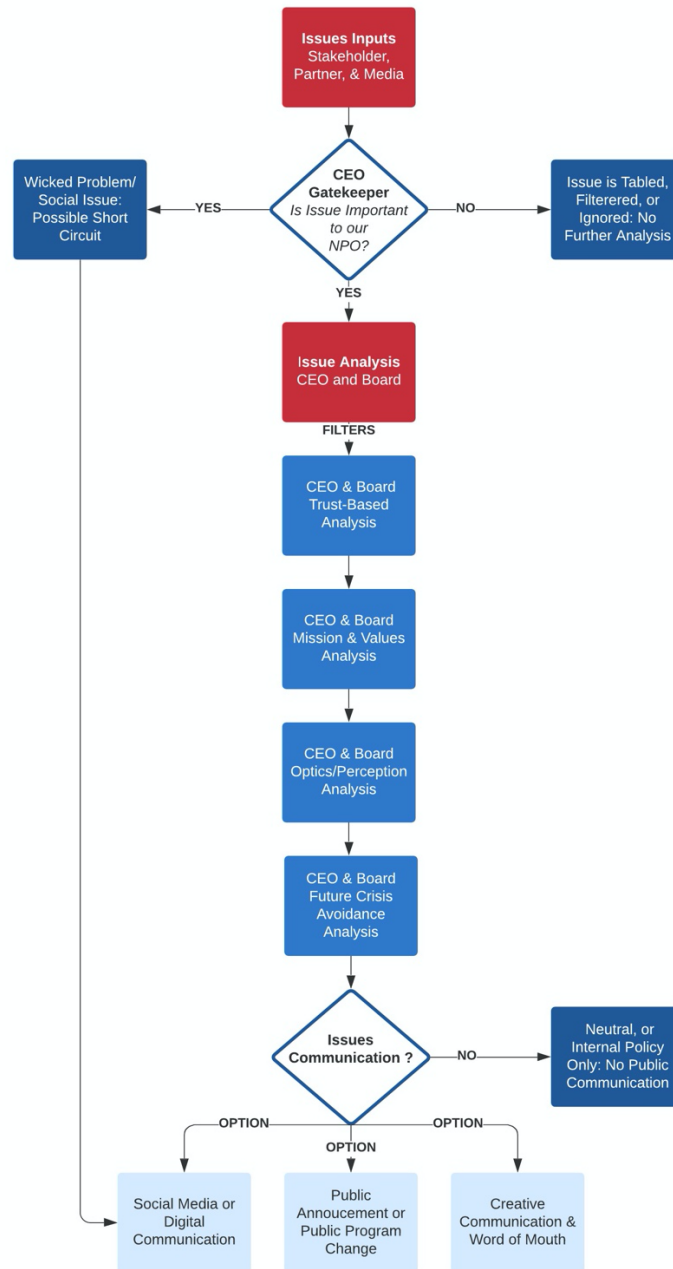 Issues Inputs
Stakeholder,
Partner, & Media
CEO
Gatekeeper
Is Issue Important
to our
NPO?
YES
Wicked Problem/
Social Issue:
Possible Short
Circuit
NO
Issue is Tabled,
Filterered, or
Ignored: No
Further Analysis
YES
Issue Analysis
CEO and Board
FILTERS
CEO & Board
Trust-Based
Analysis
CEO & Board
Mission & Values
Analysis
CEO & Board
Optics/Perception
Analysis
CEO & Board
Future Crisis
Avoidance
Analysis
Issues
Communication ?
NO
Neutral, or
Internal Policy
Only: No Public
Communication
OPTION
OPTION
OPTION
Social Media or
Digital
Communication
Public
Annoucement or
Public Program
Change
Creative
Communication &
Word of Mouth